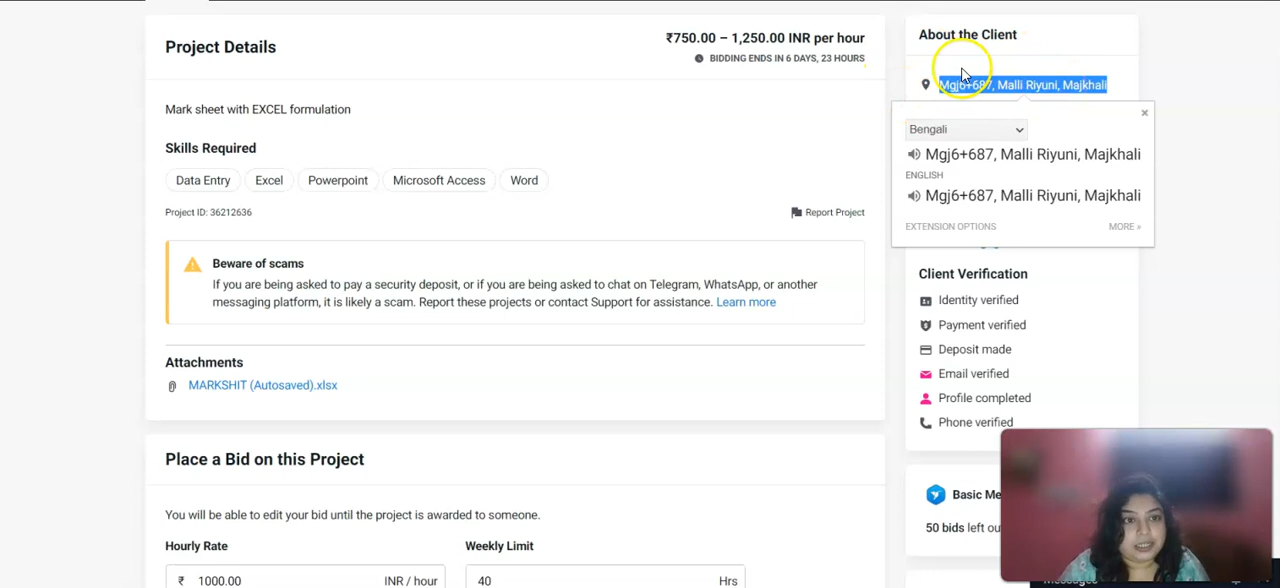 Project Details
₹750.00 – 1,250.00 INR per hour
BIDDING ENDS IN 6 DAYS, 23 HOURS
Mark sheet with EXCEL formulation
Skills Required
Data Entry
Excel
Powerpoint
Microsoft Access
Word
Project ID: 36212636
Report Project
Beware of scams
If you are being asked to pay a security deposit, or if you are being asked to chat on Telegram, WhatsApp, or another
messaging platform, it is likely a scam. Report these projects or contact Support for assistance. Learn more
Attachments
MARKSHIT (Autosaved).xlsx
Place a Bid on this Project
You will be able to edit your bid until the project is awarded to someone.
Hourly Rate
Weekly Limit
₹ 1000.00 INR / hour
40 Hrs
About the Client
Mgj6+687, Malli Riyuni, Majkhali
×
Bengali
Mgj6+687, Malli Riyuni, Majkhali
ENGLISH
Mgj6+687, Malli Riyuni, Majkhali
EXTENSION OPTIONS
MORE »
Client Verification
Identity verified
Payment verified
Deposit made
Email verified
Profile completed
Phone verified
Basic
50 bids left